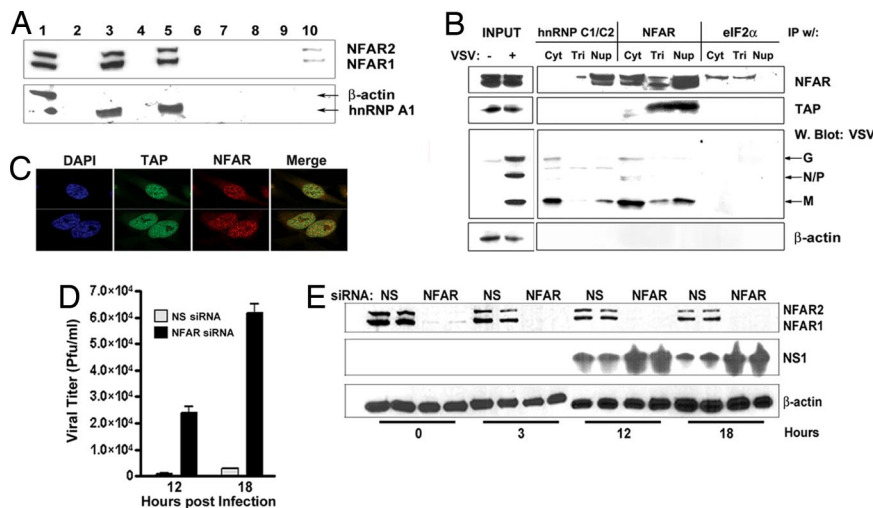 A
1 2 3 4 5 6 7 8 9 10
NFAR2
NFAR1
β-actin
hnRNP A1
B
INPUT hnRNP C1/C2 NFAR eIF2α IP w/:
VSV: - + Cyt Tri Nup Cyt Tri Nup Cyt Tri Nup
NFAR
TAP
W. Blot: VSV
G
N/P
M
β-actin
C
DAPI TAP NFAR Merge
D
Viral Titer (Pfu/ml)
7.0×10⁴
6.0×10⁴
5.0×10⁴
4.0×10⁴
3.0×10⁴
2.0×10⁴
1.0×10⁴
0
NS siRNA
NFAR siRNA
12 18
Hours post Infection
E
siRNA: NS NFAR NS NFAR NS NFAR NS NFAR
NFAR2
NFAR1
NS1
β-actin
0 3 12 18 Hours